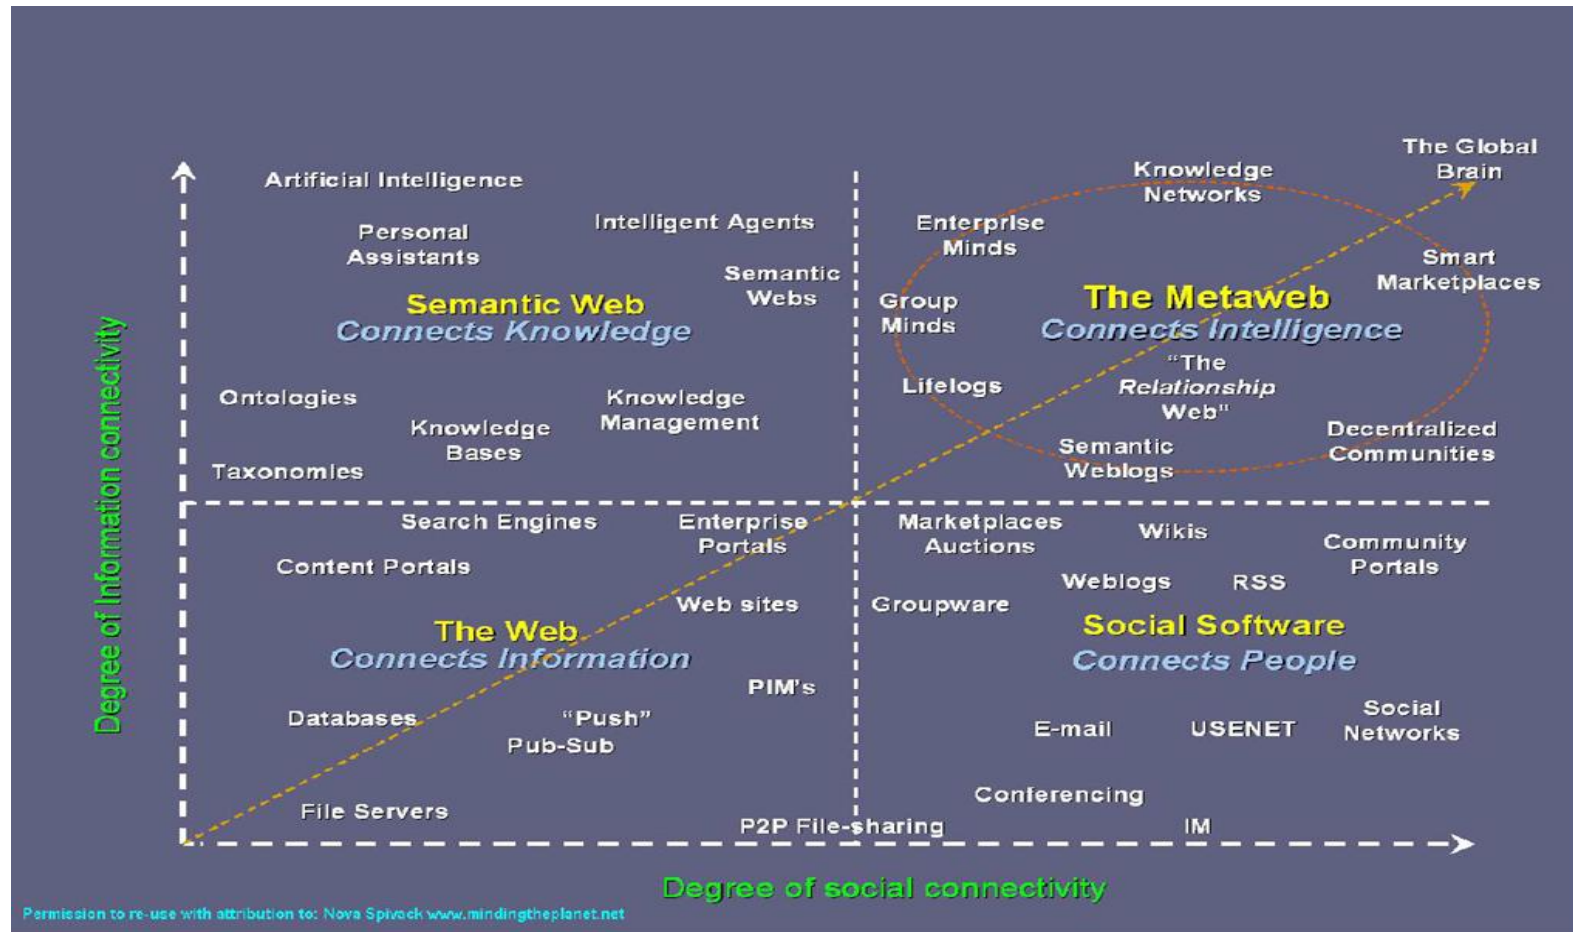 The Global
Brain
Knowledge
Networks
Artificial Intelligence
Intelligent Agents
Enterprise
Minds
Personal
Assistants
Smart
Marketplaces
Semantic
Webs
Semantic Web
Connects Knowledge
Group
Minds
The Metaweb
Connects Intelligence
"The
Relationship
Web"
Lifelogs
Ontologies
Knowledge
Management
Knowledge
Bases
Taxonomies
Semantic
Weblogs
Decentralized
Communities
Degree of Information connectivity
Search Engines
Enterprise
Portals
Content Portals
Web sites
The Web
Connects Information
PIM's
Databases
"Push"
Pub-Sub
File Servers
P2P File-sharing
Marketplaces
Auctions
Wikis
Community
Portals
Weblogs
RSS
Groupware
Social Software
Connects People
E-mail
USENET
Social
Networks
Conferencing
IM
Degree of social connectivity
Permission to re-use with attribution to: Nova Spivack www.mindingtheplanet.net